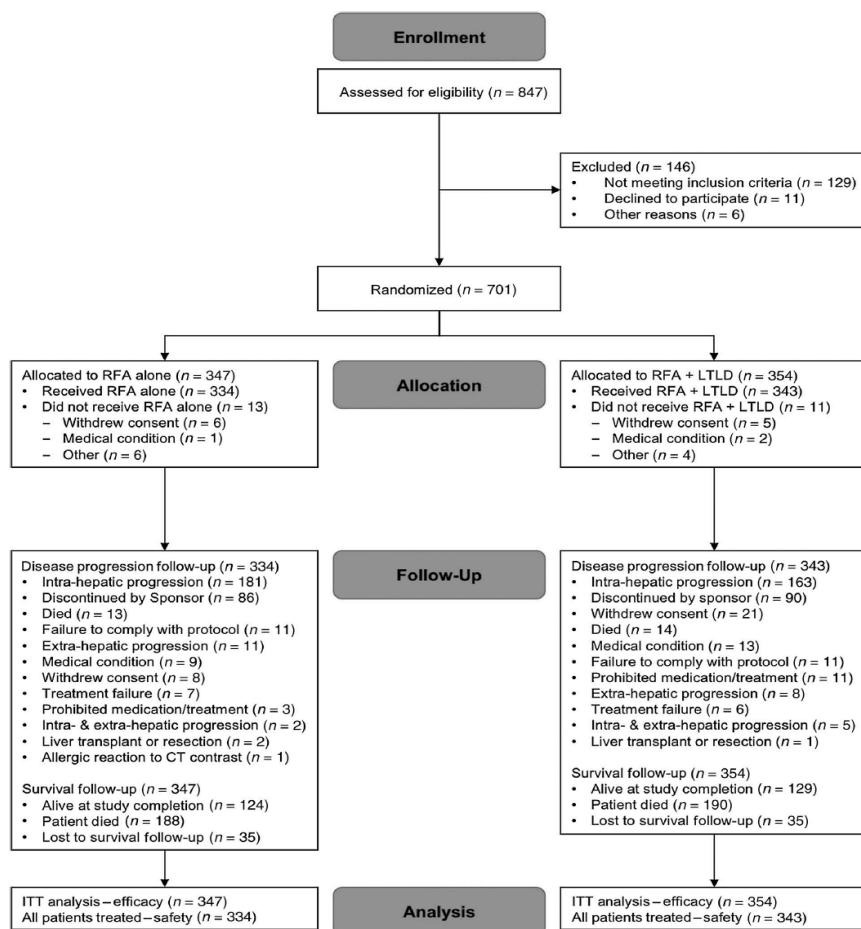 Enrollment
Assessed for eligibility (n = 847)
Excluded (n = 146)
• Not meeting inclusion criteria (n = 129)
• Declined to participate (n = 11)
• Other reasons (n = 6)
Randomized (n = 701)
Allocated to RFA alone (n = 347)
• Received RFA alone (n = 334)
• Did not receive RFA alone (n = 13)
– Withdrew consent (n = 6)
– Medical condition (n = 1)
– Other (n = 6)
Allocation
Allocated to RFA + LTLD (n = 354)
• Received RFA + LTLD (n = 343)
• Did not receive RFA + LTLD (n = 11)
– Withdrew consent (n = 5)
– Medical condition (n = 2)
– Other (n = 4)
Disease progression follow-up (n = 334)
• Intra-hepatic progression (n = 181)
• Discontinued by Sponsor (n = 86)
• Died (n = 13)
• Failure to comply with protocol (n = 11)
• Extra-hepatic progression (n = 11)
• Medical condition (n = 9)
• Withdrew consent (n = 8)
• Treatment failure (n = 7)
• Prohibited medication/treatment (n = 3)
• Intra- & extra-hepatic progression (n = 2)
• Liver transplant or resection (n = 2)
• Allergic reaction to CT contrast (n = 1)
Survival follow-up (n = 347)
• Alive at study completion (n = 124)
• Patient died (n = 188)
• Lost to survival follow-up (n = 35)
Follow-Up
Disease progression follow-up (n = 343)
• Intra-hepatic progression (n = 163)
• Discontinued by sponsor (n = 90)
• Withdrew consent (n = 21)
• Died (n = 14)
• Medical condition (n = 13)
• Failure to comply with protocol (n = 11)
• Prohibited medication/treatment (n = 11)
• Extra-hepatic progression (n = 8)
• Treatment failure (n = 6)
• Intra- & extra-hepatic progression (n = 5)
• Liver transplant or resection (n = 1)
Survival follow-up (n = 354)
• Alive at study completion (n = 129)
• Patient died (n = 190)
• Lost to survival follow-up (n = 35)
ITT analysis–efficacy (n = 347)
All patients treated–safety (n = 334)
Analysis
ITT analysis–efficacy (n = 354)
All patients treated–safety (n = 343)